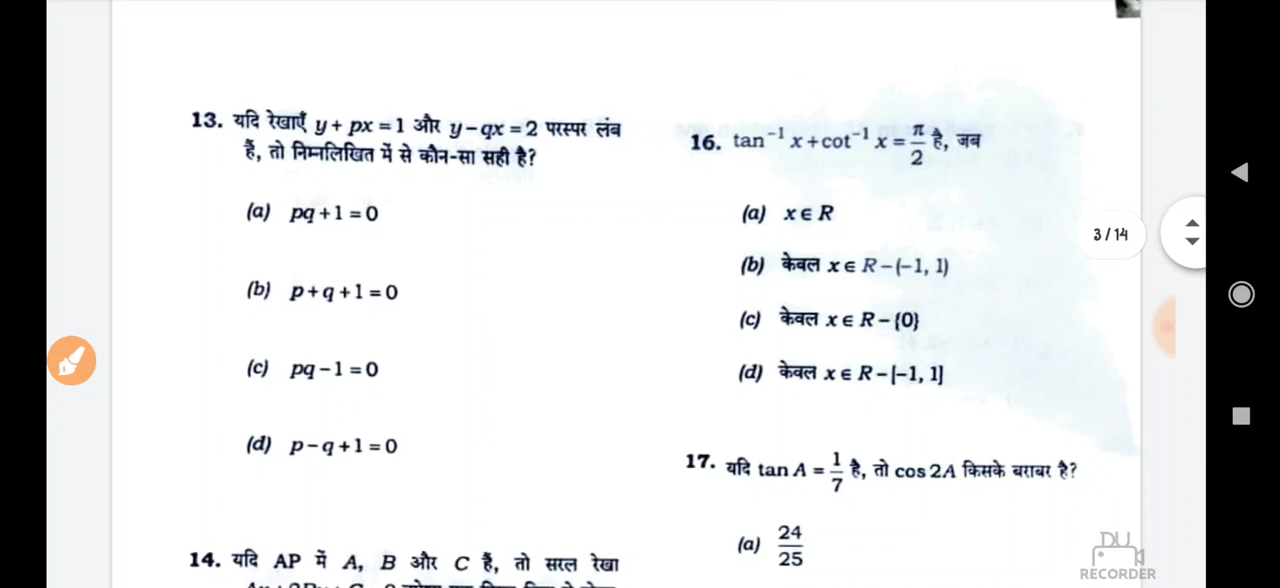 13. यदि रेखाएँ y + px = 1 और y − qx = 2 परस्पर लंब
हैं, तो निम्नलिखित में से कौन-सा सही है?
(a) pq + 1 = 0
(b) p + q + 1 = 0
(c) pq − 1 = 0
(d) p − q + 1 = 0
14. यदि AP में A, B और C हैं, तो सरल रेखा
16. tan⁻¹ x + cot⁻¹ x = π/2 है, जब
(a) x ∈ R
(b) केवल x ∈ R − (−1, 1)
(c) केवल x ∈ R − {0}
(d) केवल x ∈ R − [−1, 1]
17. यदि tan A = 1/7 है, तो cos 2A किसके बराबर है?
(a) 24/25
3 / 14
DU
RECORDER